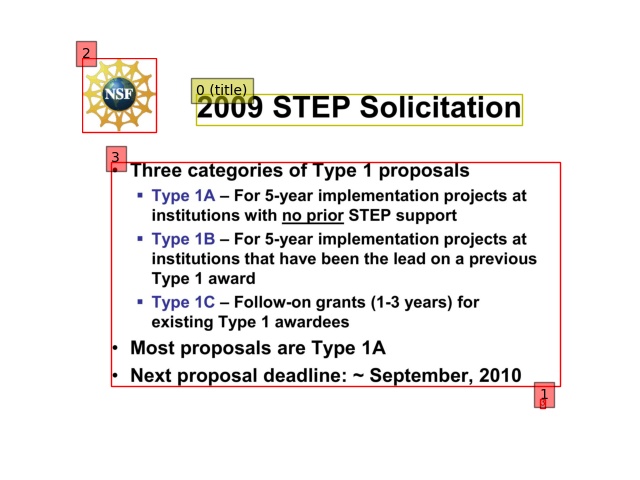 2
NSF
0 (title)
2009 STEP Solicitation
3
• Three categories of Type 1 proposals
▪ Type 1A – For 5-year implementation projects at
institutions with no prior STEP support
▪ Type 1B – For 5-year implementation projects at
institutions that have been the lead on a previous
Type 1 award
▪ Type 1C – Follow-on grants (1-3 years) for
existing Type 1 awardees
• Most proposals are Type 1A
• Next proposal deadline: ~ September, 2010
1